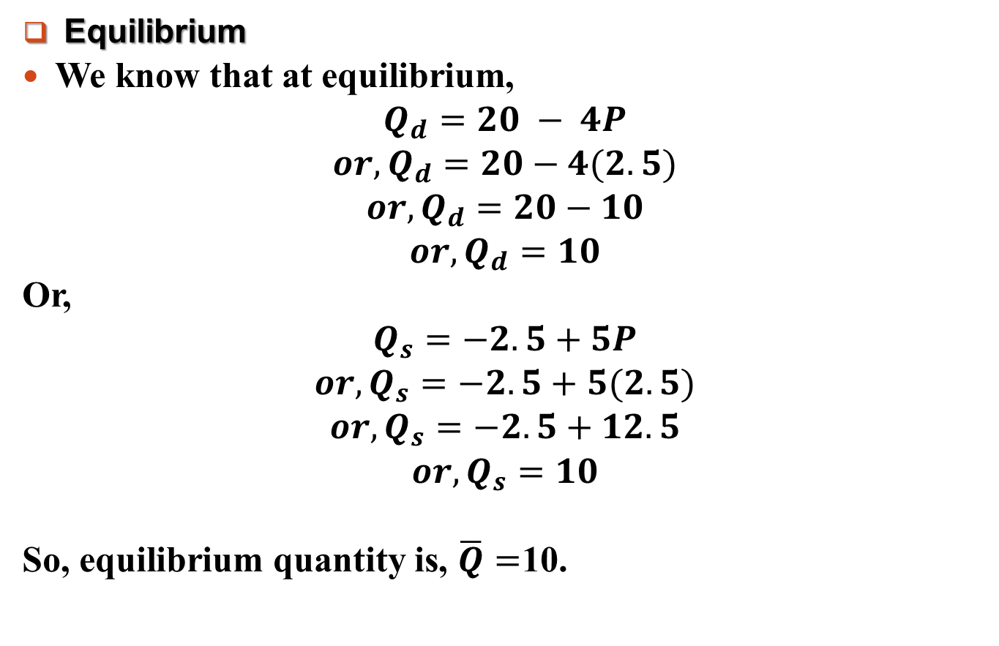 ❑ Equilibrium
• We know that at equilibrium,
Q_d = 20 − 4P
or, Q_d = 20 − 4(2.5)
or, Q_d = 20 − 10
or, Q_d = 10
Or,
Q_s = −2.5 + 5P
or, Q_s = −2.5 + 5(2.5)
or, Q_s = −2.5 + 12.5
or, Q_s = 10
So, equilibrium quantity is, Q̅ =10.